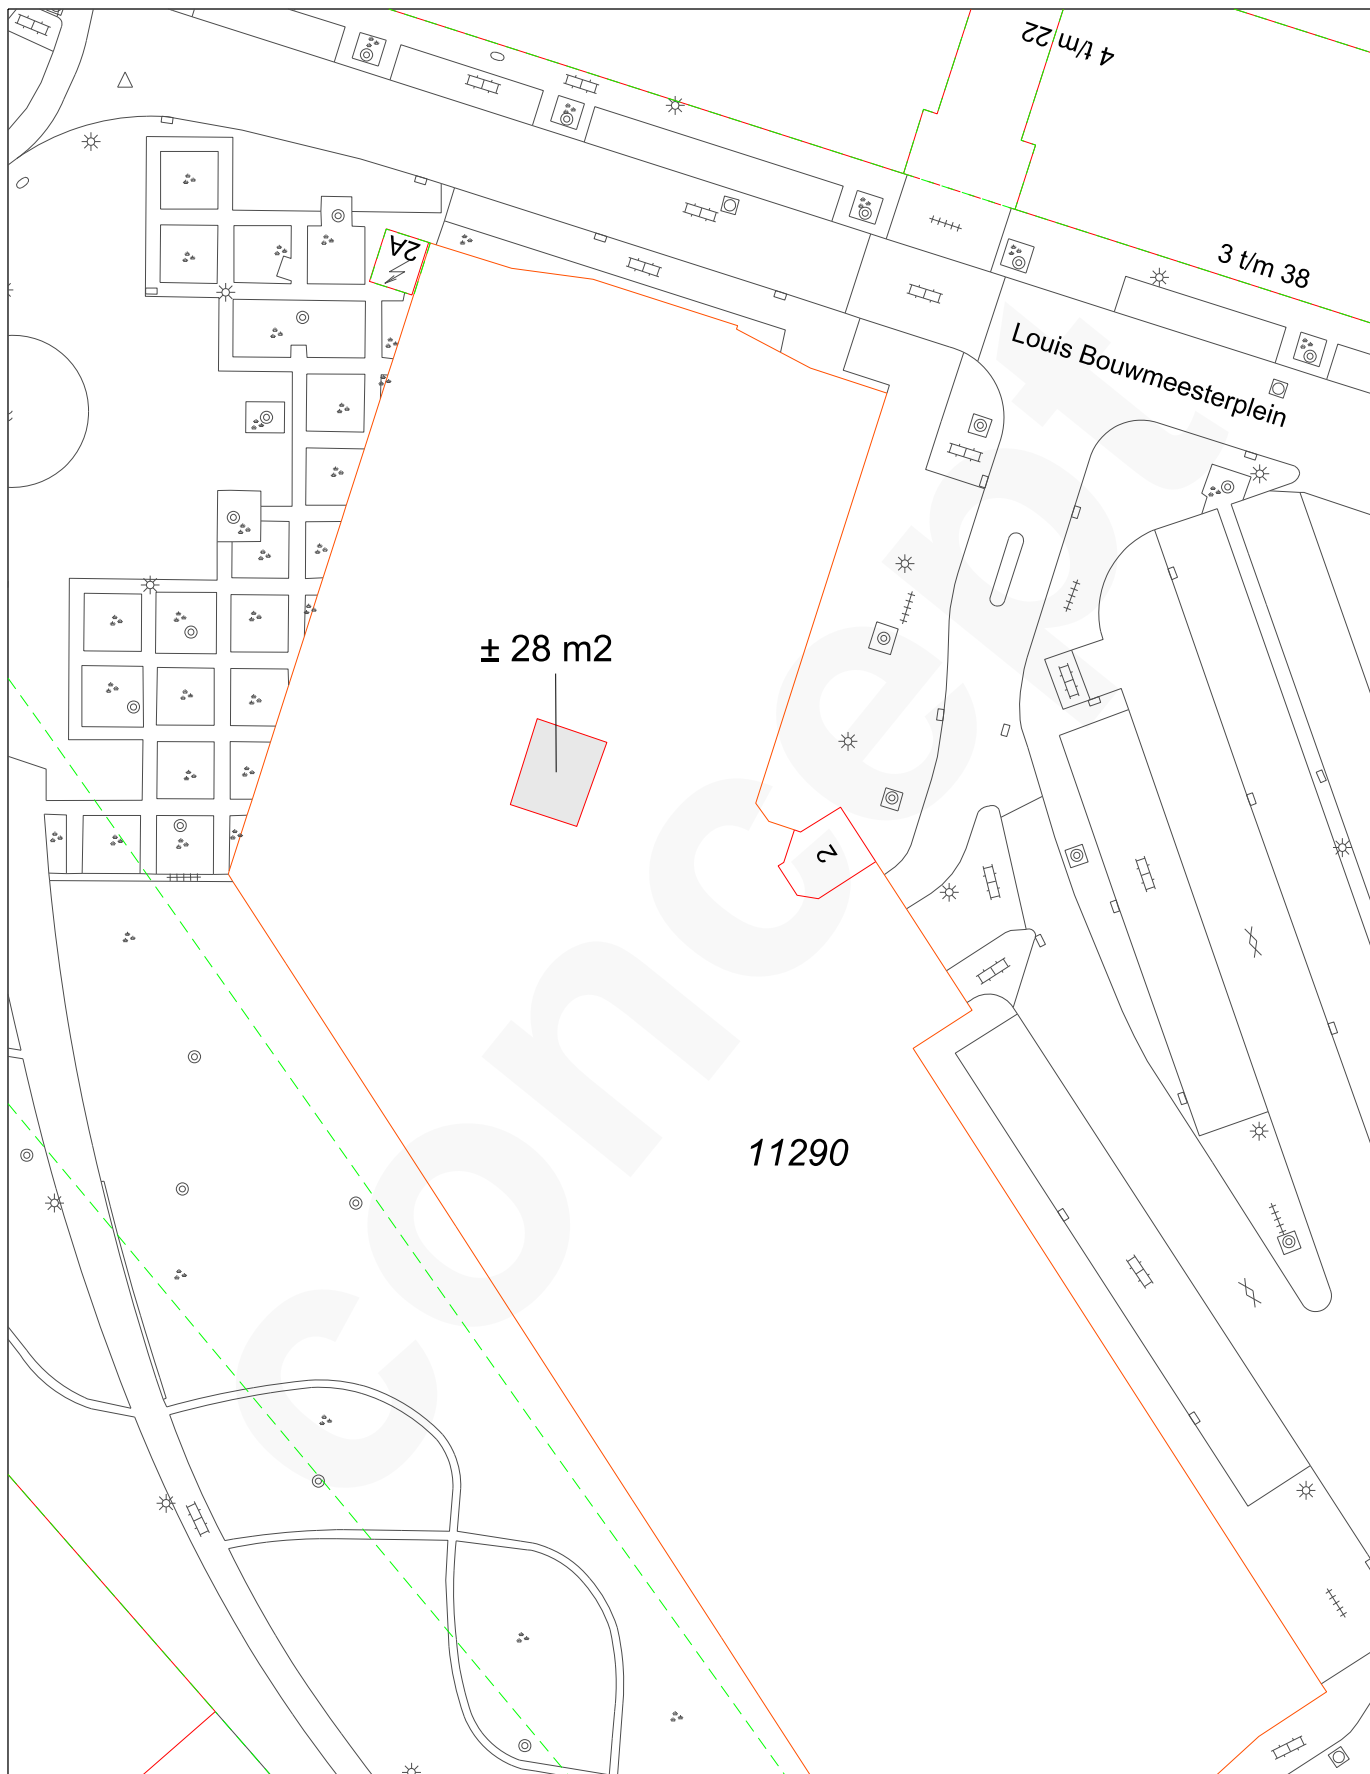 4 t/m 22
2A
3 t/m 38
Louis Bouwmeesterplein
± 28 m2
2
11290
concept